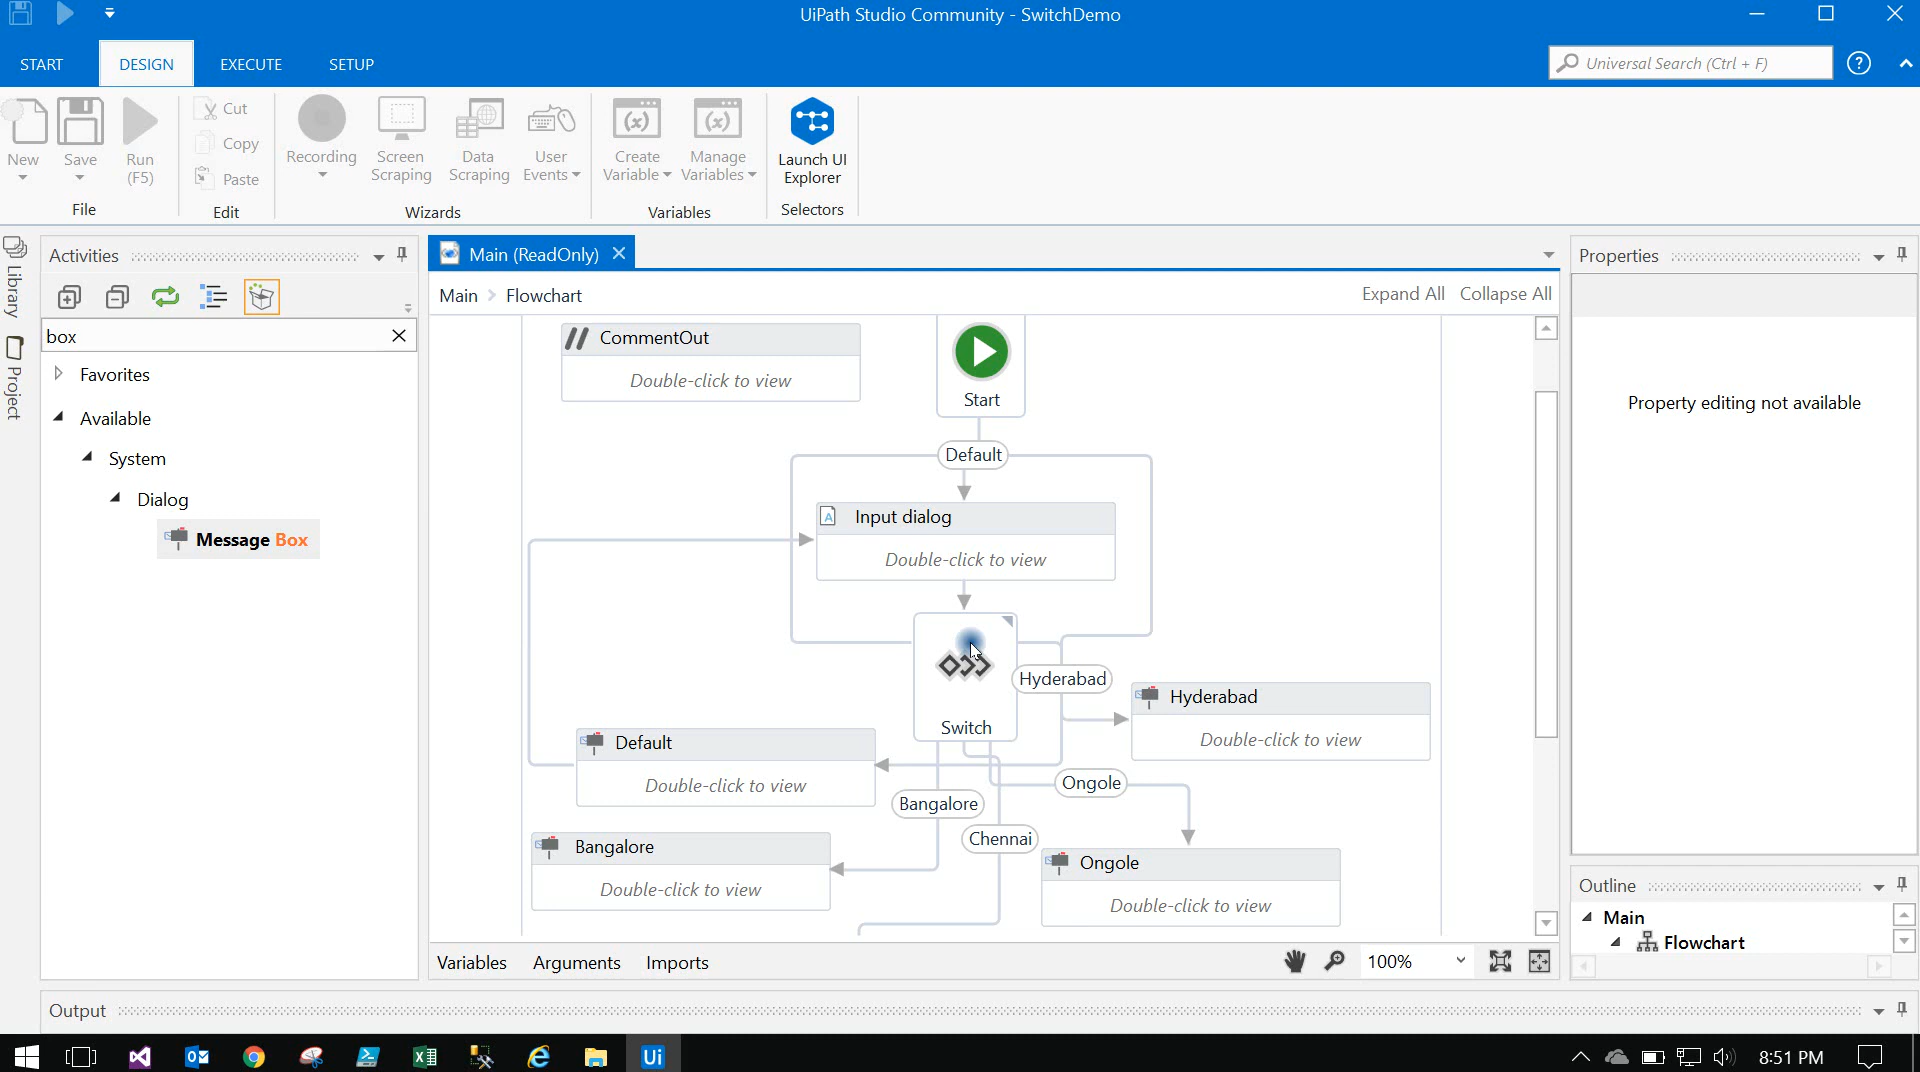 UiPath Studio Community - SwitchDemo
START
DESIGN
EXECUTE
SETUP
Universal Search (Ctrl + F)
?
New
Save
Run
(F5)
File
Cut
Copy
Paste
Edit
Recording
Screen
Scraping
Data
Scraping
User
Events
Wizards
Create
Variable
Manage
Variables
Variables
Launch UI
Explorer
Selectors
Library
Project
Activities
box
Favorites
Available
System
Dialog
Message Box
Main (ReadOnly)
Main
Flowchart
Expand All
Collapse All
CommentOut
Double-click to view
Start
Default
Input dialog
Double-click to view
Switch
Hyderabad
Hyderabad
Double-click to view
Default
Double-click to view
Bangalore
Ongole
Chennai
Bangalore
Double-click to view
Ongole
Double-click to view
Variables
Arguments
Imports
100%
Properties
Property editing not available
Outline
Main
Flowchart
Output
Ui
8:51 PM